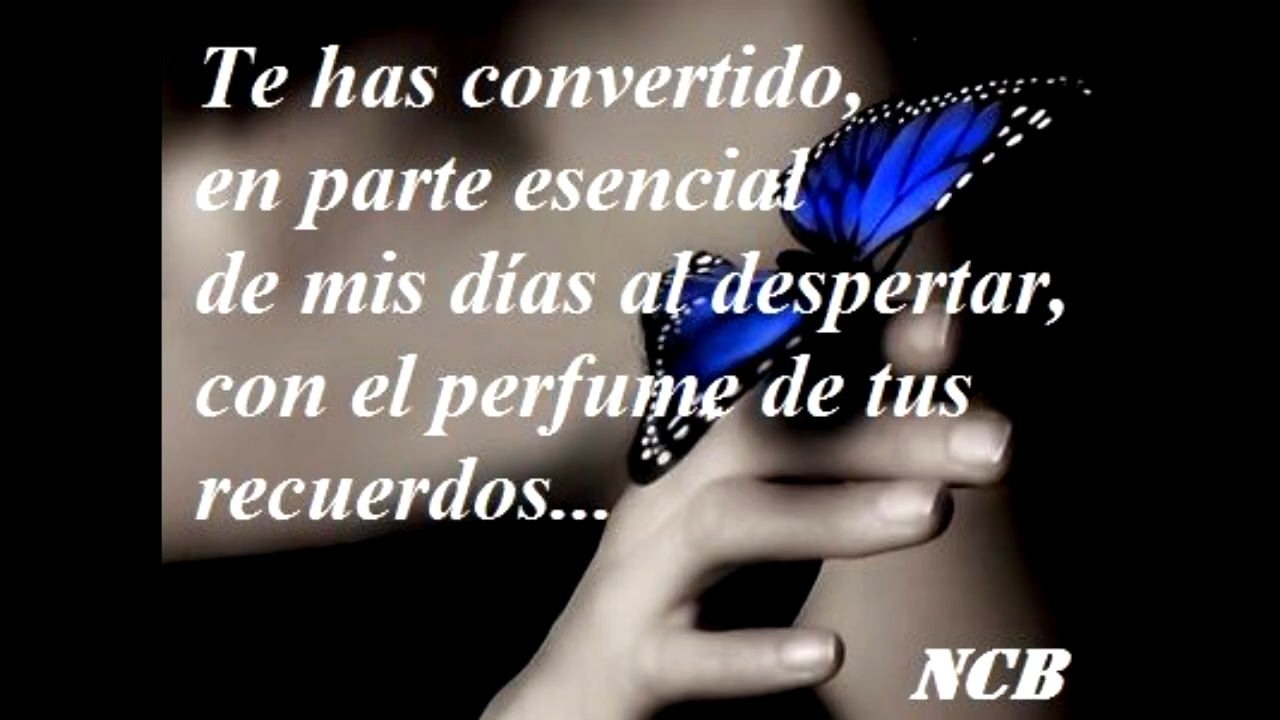 Te has convertido,
en parte esencial
de mis días al despertar,
con el perfume de tus
recuerdos...
NCB